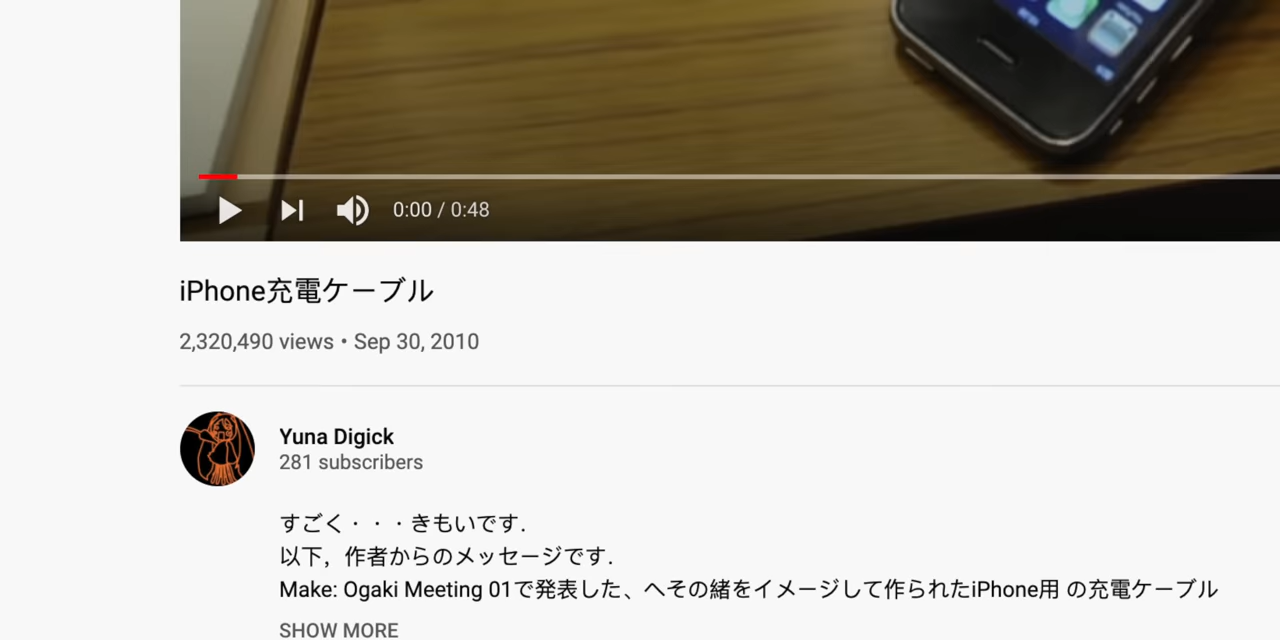 0:00 / 0:48
iPhone充電ケーブル
2,320,490 views • Sep 30, 2010
Yuna Digick
281 subscribers
すごく・・・きもいです.
以下，作者からのメッセージです.
Make: Ogaki Meeting 01で発表した、へその緒をイメージして作られたiPhone用 の充電ケーブル
SHOW MORE